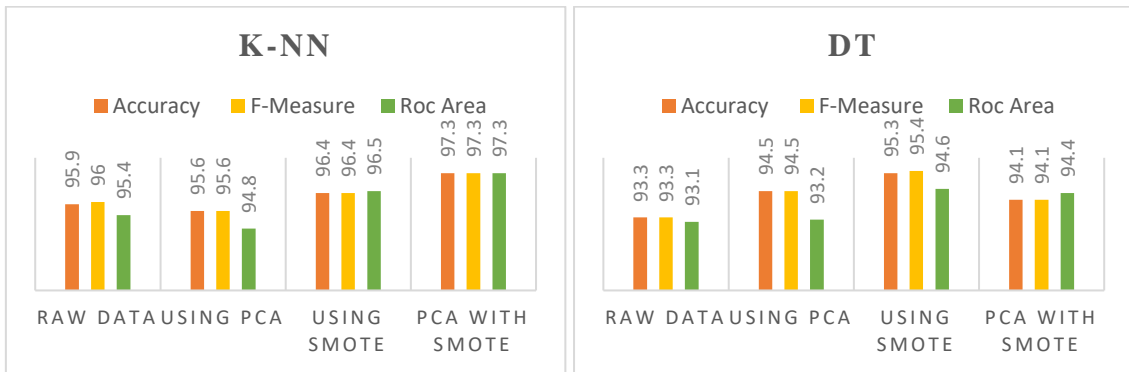 K-NN
Accuracy F-Measure Roc Area
95.9 96 95.4 95.6 95.6 94.8 96.4 96.4 96.5 97.3 97.3 97.3
RAW DATA USING PCA USING SMOTE PCA WITH SMOTE
DT
Accuracy F-Measure Roc Area
93.3 93.3 93.1 94.5 94.5 93.2 95.3 95.4 94.6 94.1 94.1 94.4
RAW DATA USING PCA USING SMOTE PCA WITH SMOTE